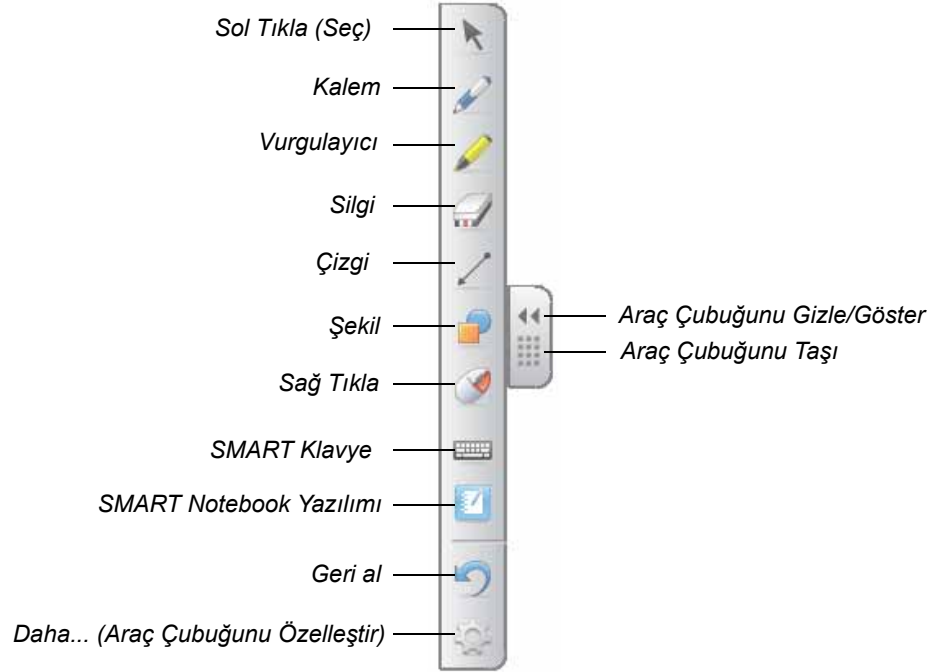 Sol Tıkla (Seç)
Kalem
Vurgulayıcı
Silgi
Çizgi
Şekil
Araç Çubuğunu Gizle/Göster
Araç Çubuğunu Taşı
Sağ Tıkla
SMART Klavye
SMART Notebook Yazılımı
Geri al
Daha... (Araç Çubuğunu Özelleştir)